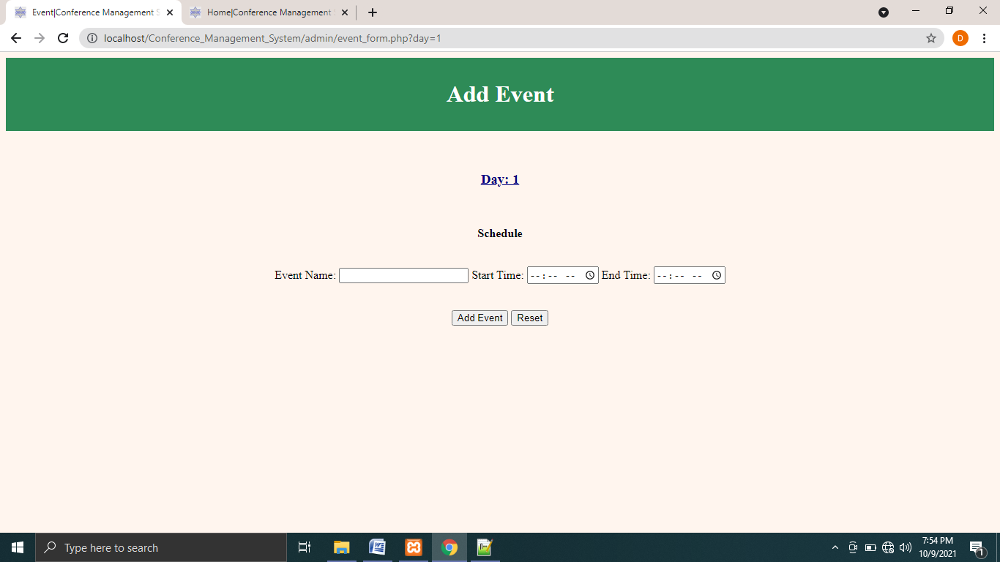 Event|Conference Management S
Home|Conference Management
localhost/Conference_Management_System/admin/event_form.php?day=1
D
Add Event
Day: 1
Schedule
Event Name: Start Time: --:-- -- End Time: --:-- --
Add Event Reset
Type here to search
7:54 PM
10/9/2021
1